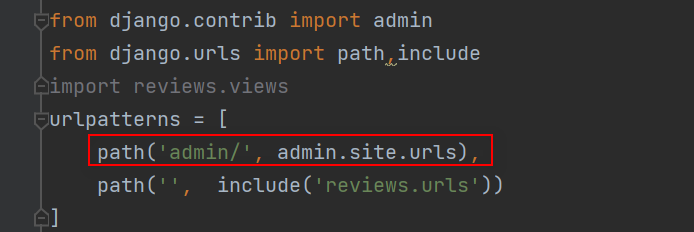 from django.contrib import admin
from django.urls import path,include
import reviews.views
urlpatterns = [
path('admin/', admin.site.urls),
path('',  include('reviews.urls'))
]